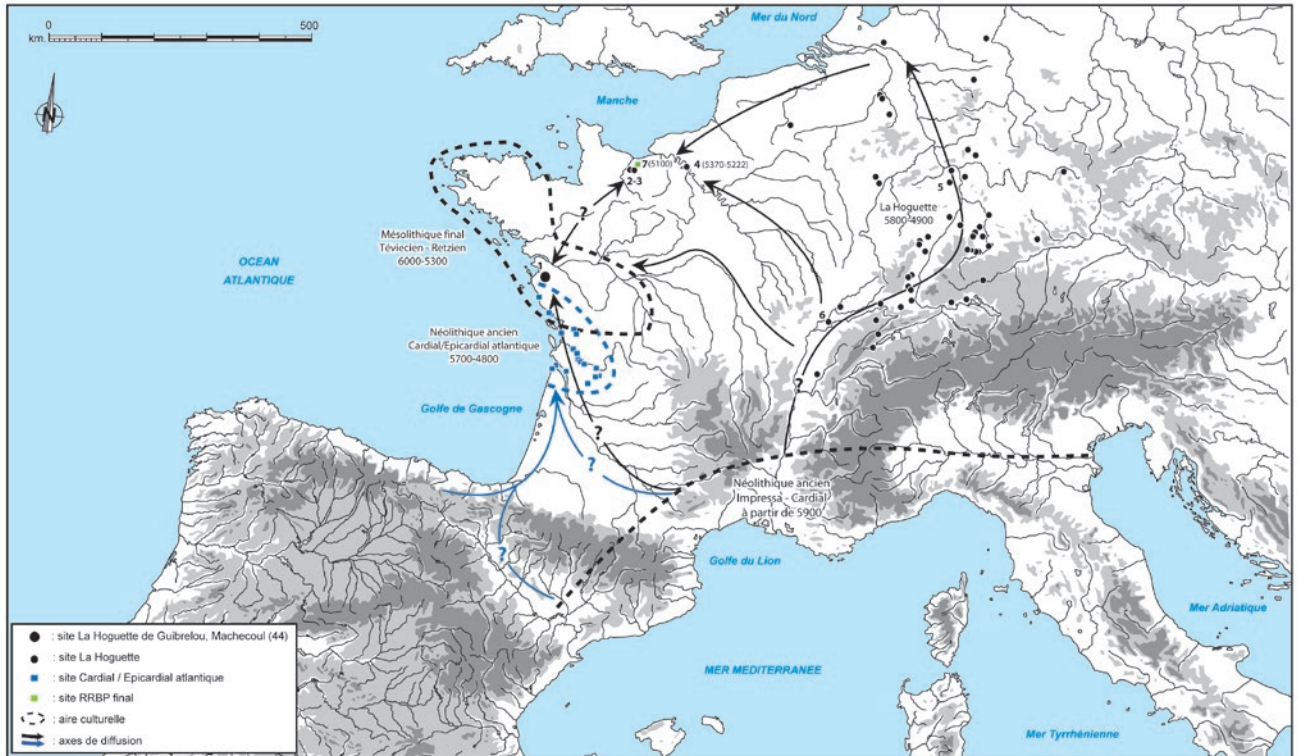 0
500
km.
N
Mer du Nord
Manche
7 (5100)
4 (5370-5222)
2-3
5
La Hoguette
5800-4900
?
Mésolithique final
Téviecien - Retzien
6000-5300
1
OCEAN
ATLANTIQUE
6
Néolithique ancien
Cardial/Epicardial atlantique
5700-4800
?
Golfe de Gascogne
?
?
Néolithique ancien
Impressa - Cardial
à partir de 5900
?
Golfe du Lion
Mer Adriatique
MER MEDITERRANEE
Mer Tyrrhénienne
: site La Hoguette de Guibrelou, Machecoul (44)
: site La Hoguette
: site Cardial / Epicardial atlantique
: site RRBP final
: aire culturelle
: axes de diffusion